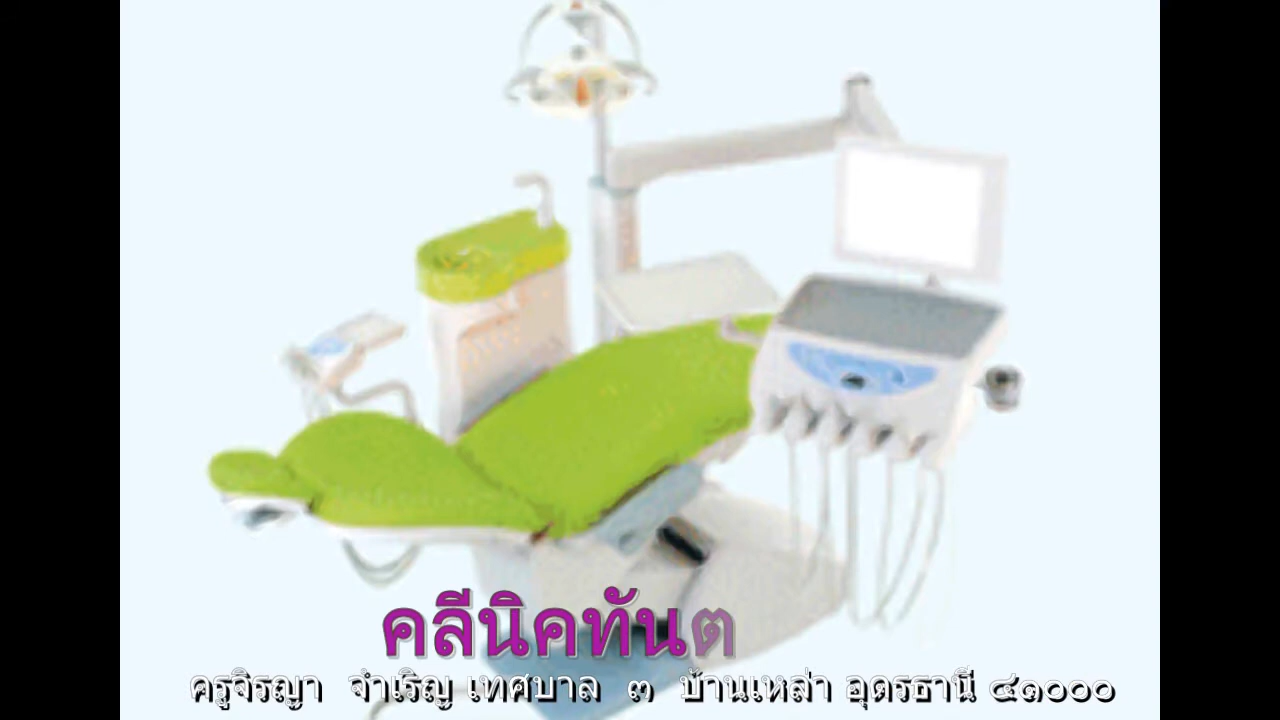 คลีนิคทันต
ครูจิรญา จำเริญ เทศบาล ๓ บ้านเหล่า อุดรธานี ๔๑๐๐๐